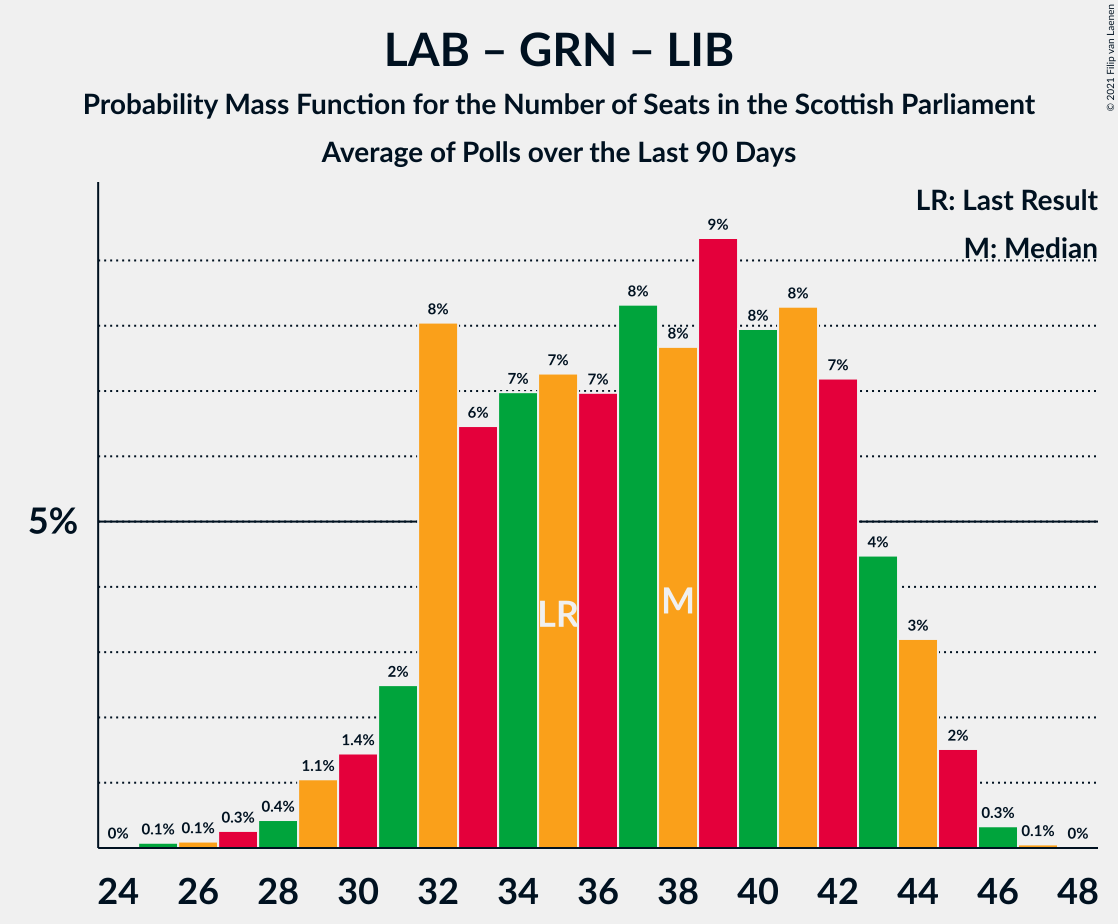 LAB – GRN – LIB
Probability Mass Function for the Number of Seats in the Scottish Parliament
Average of Polls over the Last 90 Days
© 2021 Filip van Laenen
LR: Last Result
M: Median
5%
0%
0.1%
0.1%
0.3%
0.4%
1.1%
1.4%
2%
8%
6%
7%
7%
7%
8%
8%
9%
8%
8%
7%
4%
3%
2%
0.3%
0.1%
0%
LR
M
24 26 28 30 32 34 36 38 40 42 44 46 48